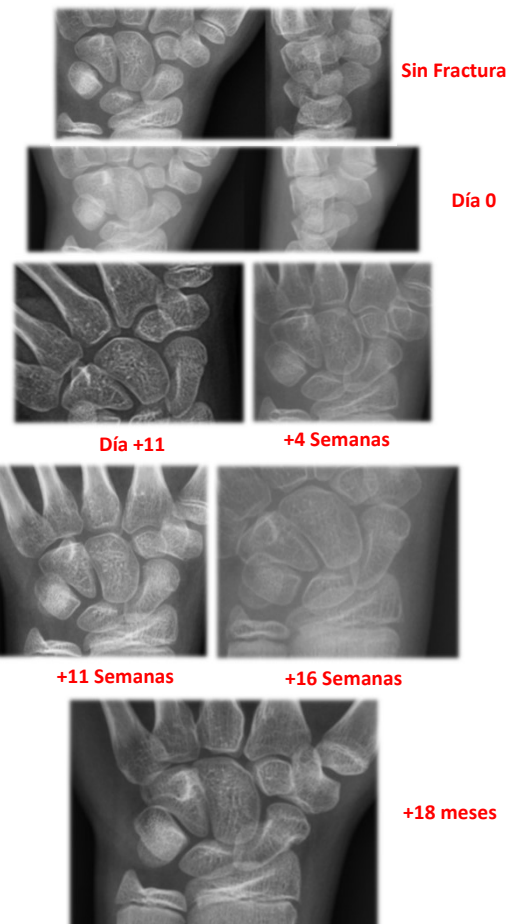 Sin Fractura
Día 0
Día +11
+4 Semanas
+11 Semanas
+16 Semanas
+18 meses